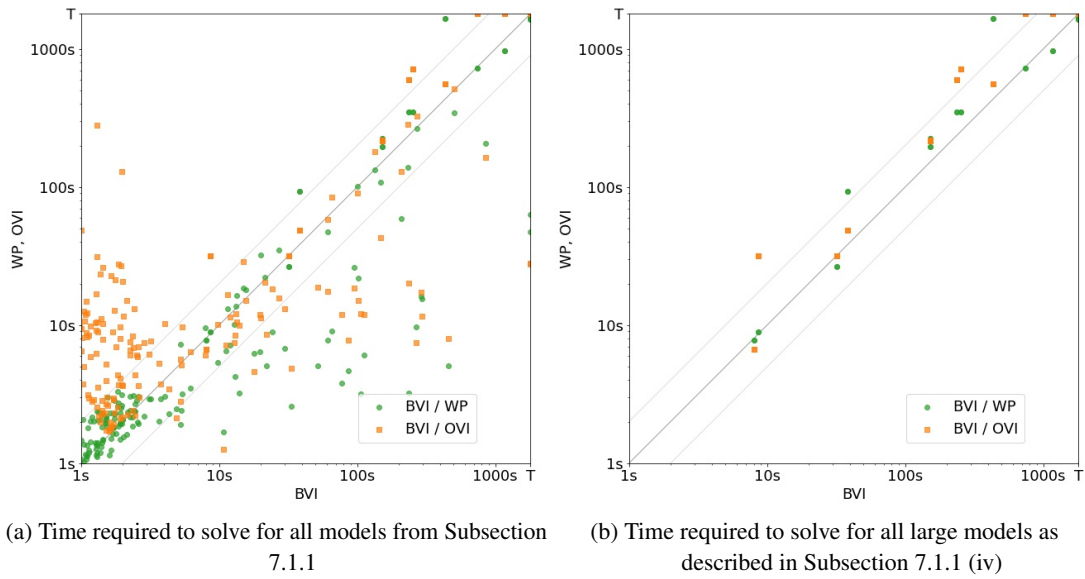 T
1000s
100s
10s
1s
WP, OVI
1s
10s
100s
1000s T
BVI
BVI / WP
BVI / OVI
T
1000s
100s
10s
1s
WP, OVI
1s
10s
100s
1000s T
BVI
BVI / WP
BVI / OVI
(a) Time required to solve for all models from Subsection
7.1.1
(b) Time required to solve for all large models as
described in Subsection 7.1.1 (iv)